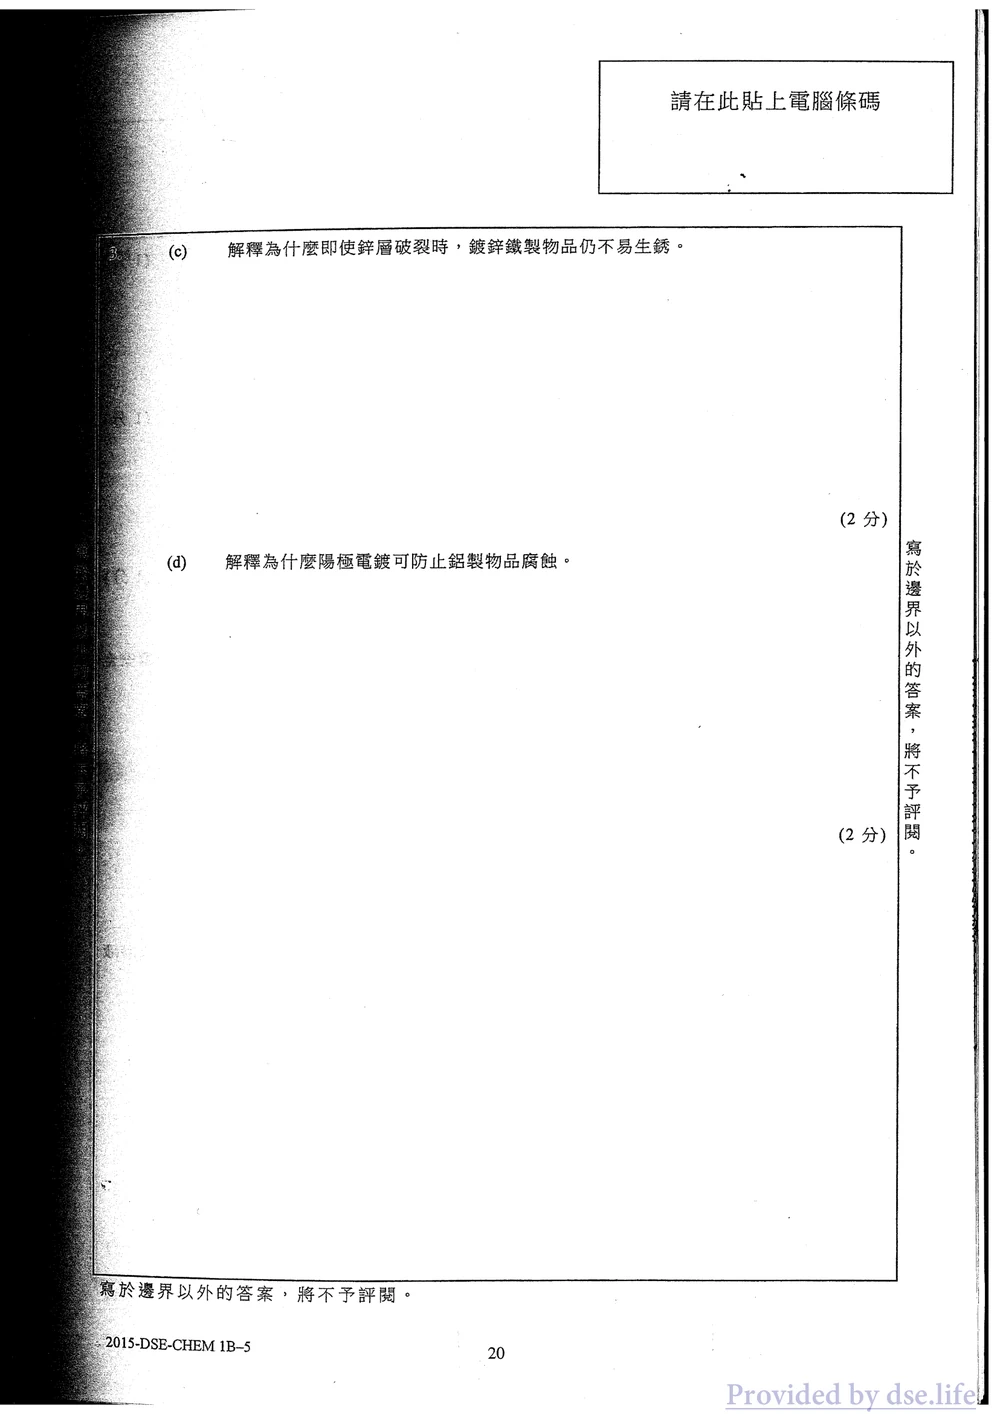 請在此貼上電腦條碼
3. (c) 解釋為什麼即使鋅層破裂時，鍍鋅鐵製物品仍不易生銹。
(2 分)
(d) 解釋為什麼陽極電鍍可防止鋁製物品腐蝕。
(2 分)
寫於邊界以外的答案，將不予評閱。
寫於邊界以外的答案，將不予評閱。
2015-DSE-CHEM 1B–5
20
Provided by dse.life